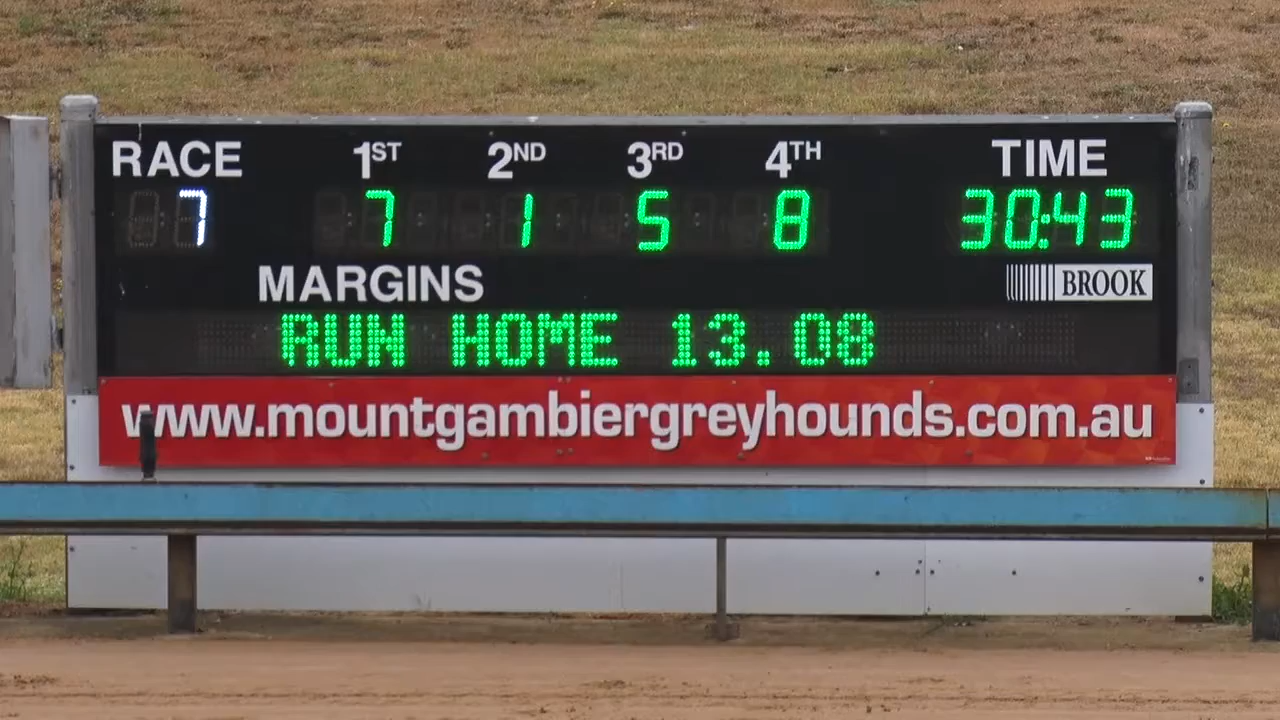 RACE 1ST 2ND 3RD 4TH TIME
7 7 1 5 8 30:43
MARGINS BROOK
RUN HOME 13.08
www.mountgambiergreyhounds.com.au